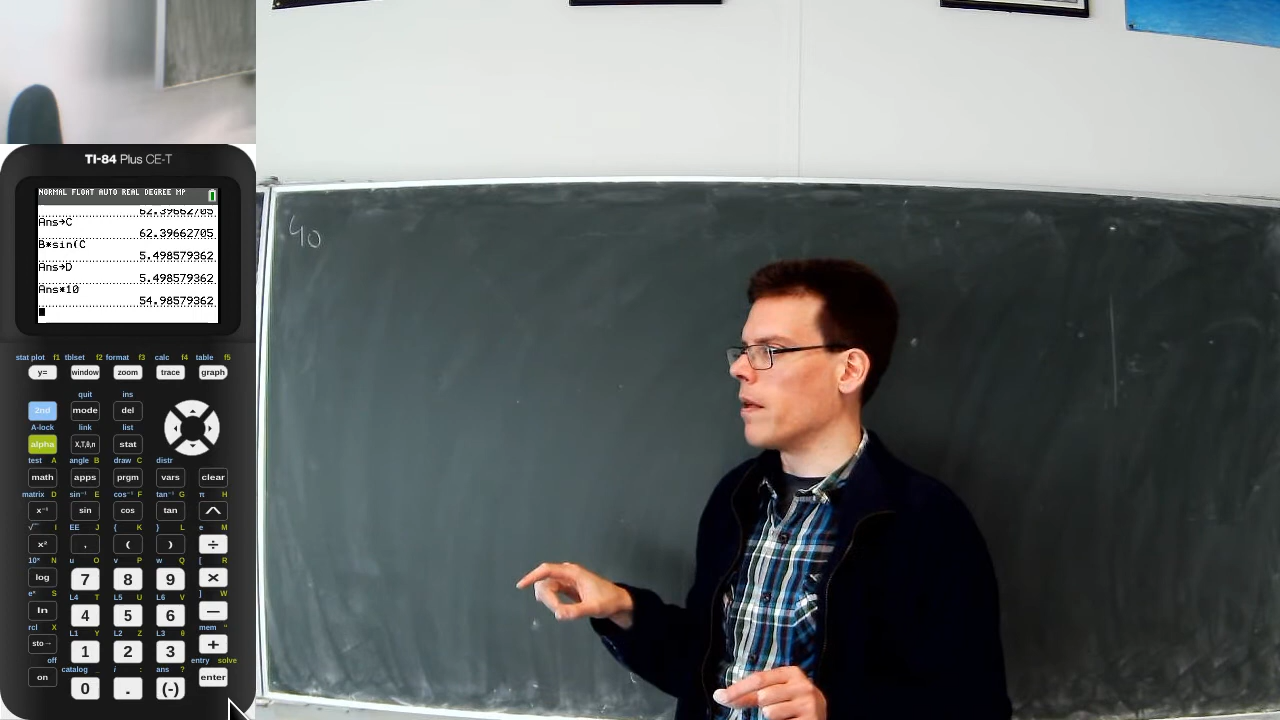 TI-84 Plus CE-T
NORMAL FLOAT AUTO REAL DEGREE MP
62.39662705
Ans→C
62.39662705
B*sin(C
5.498579362
Ans→D
5.498579362
Ans*10
54.98579362
40
stat plot f1 tblset f2 format f3 calc f4 table f5
y= window zoom trace graph
quit ins
2nd mode del
A-lock link list
alpha X,T,θ,n stat
test A angle B draw C distr
math apps prgm vars clear
matrix D sin⁻¹ E cos⁻¹ F tan⁻¹ G π H
x⁻¹ sin cos tan ^
√ I EE J { K } L e M
x² , ( ) ÷
10ˣ N u O v P w Q [ R
log 7 8 9 ×
eˣ S L4 T L5 U L6 V ] W
ln 4 5 6 −
rcl X L1 Y L2 Z L3 θ mem "
sto→ 1 2 3 +
off catalog i : ans ? entry solve
on 0 . (-) enter